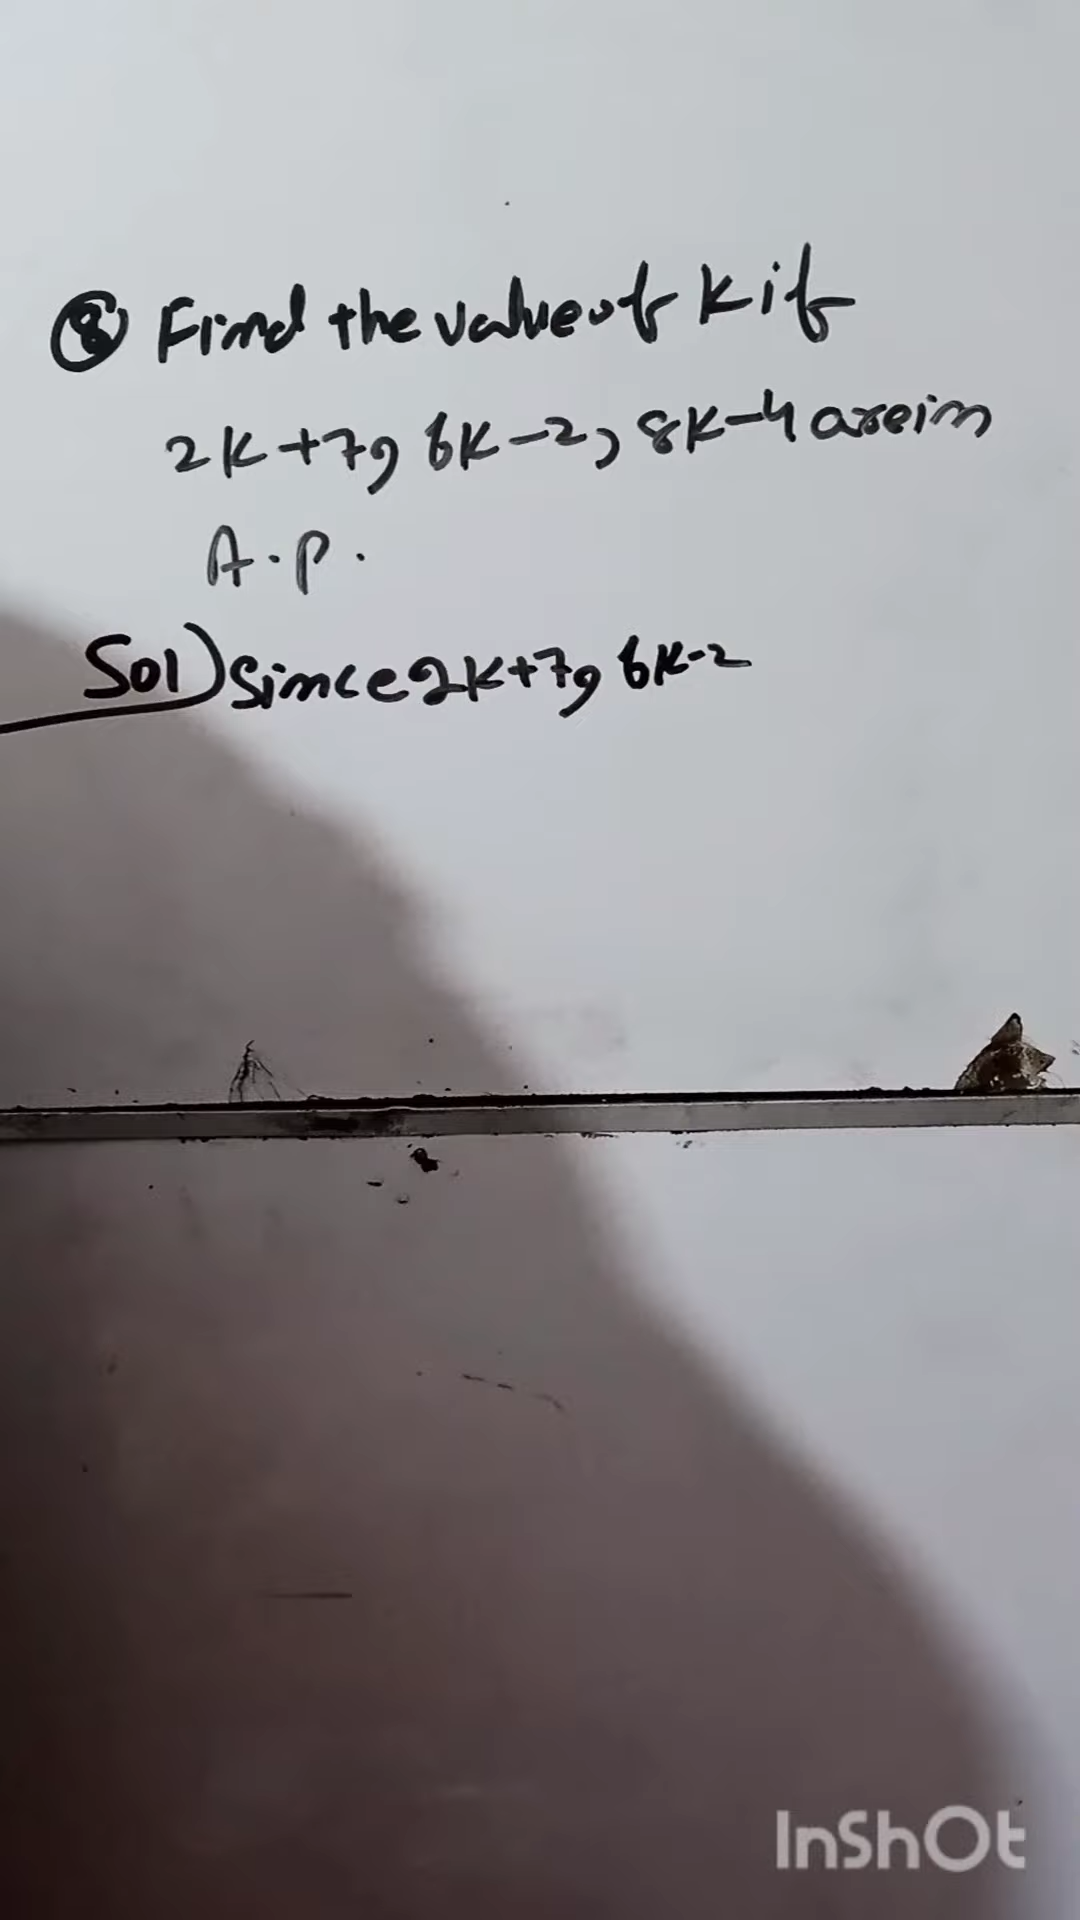 ⑧ Find the value of K if
2K+7, 6K-2, 8K-4 are in
A.P.
Sol) Since 2K+7, 6K-2
InShOt